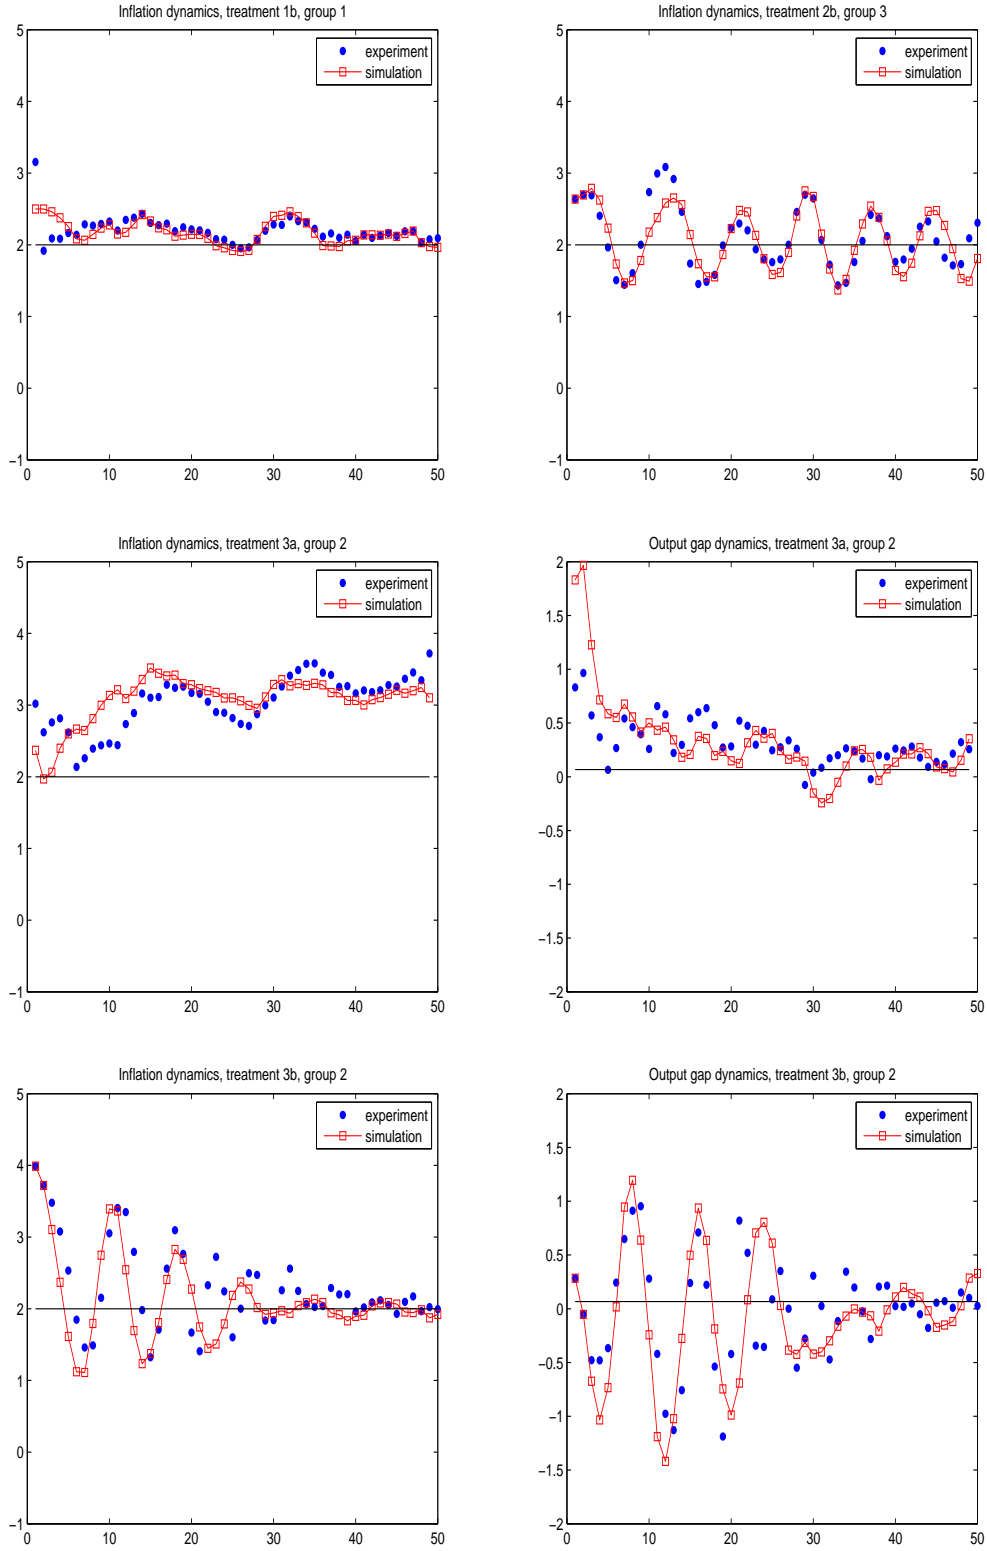 Inflation dynamics, treatment 1b, group 1
5
4
3
2
1
0
−1
0 10 20 30 40 50
experiment
simulation
Inflation dynamics, treatment 2b, group 3
5
4
3
2
1
0
−1
0 10 20 30 40 50
experiment
simulation
Inflation dynamics, treatment 3a, group 2
5
4
3
2
1
0
−1
0 10 20 30 40 50
experiment
simulation
Output gap dynamics, treatment 3a, group 2
2
1.5
1
0.5
0
−0.5
−1
−1.5
−2
0 10 20 30 40 50
experiment
simulation
Inflation dynamics, treatment 3b, group 2
5
4
3
2
1
0
−1
0 10 20 30 40 50
experiment
simulation
Output gap dynamics, treatment 3b, group 2
2
1.5
1
0.5
0
−0.5
−1
−1.5
−2
0 10 20 30 40 50
experiment
simulation